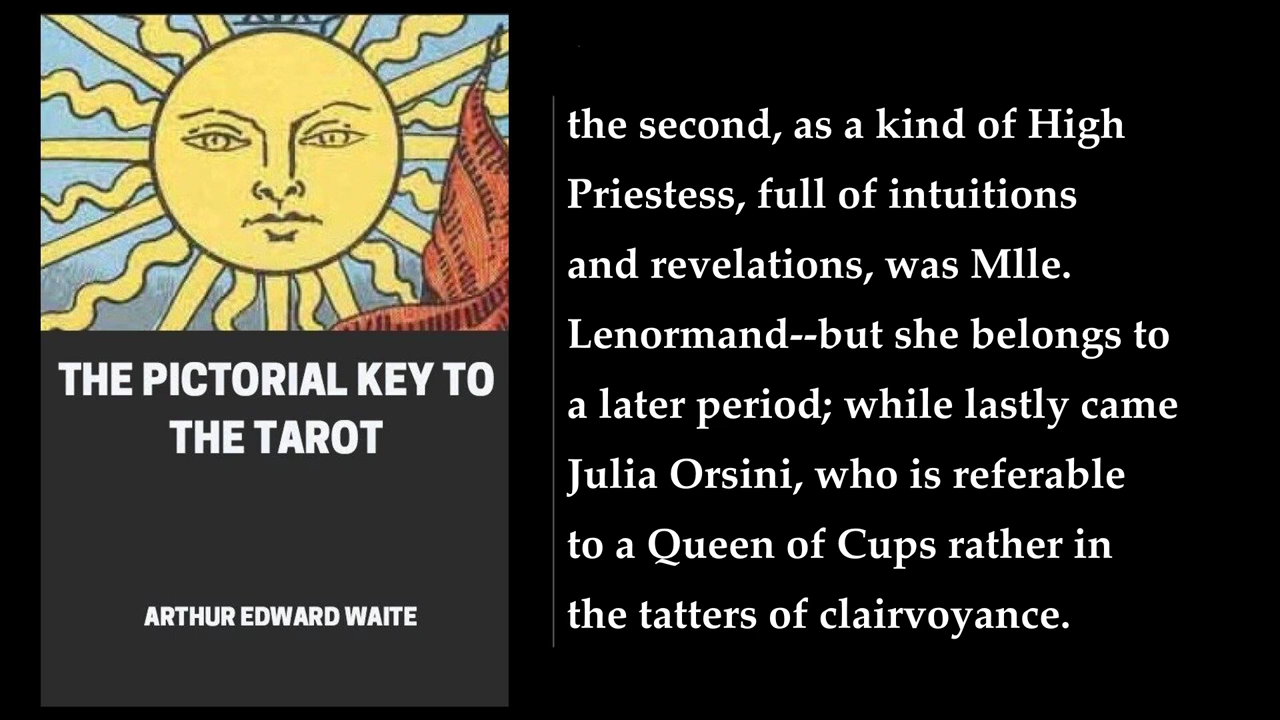 XIX
THE PICTORIAL KEY TO
THE TAROT
ARTHUR EDWARD WAITE
the second, as a kind of High
Priestess, full of intuitions
and revelations, was Mlle.
Lenormand--but she belongs to
a later period; while lastly came
Julia Orsini, who is referable
to a Queen of Cups rather in
the tatters of clairvoyance.